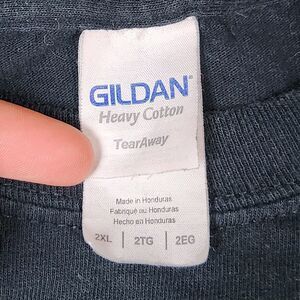 GILDAN®
Heavy Cotton
TearAway
Made in Honduras
Fabriqué au Honduras
Hecho en Honduras
2XL | 2TG | 2EG